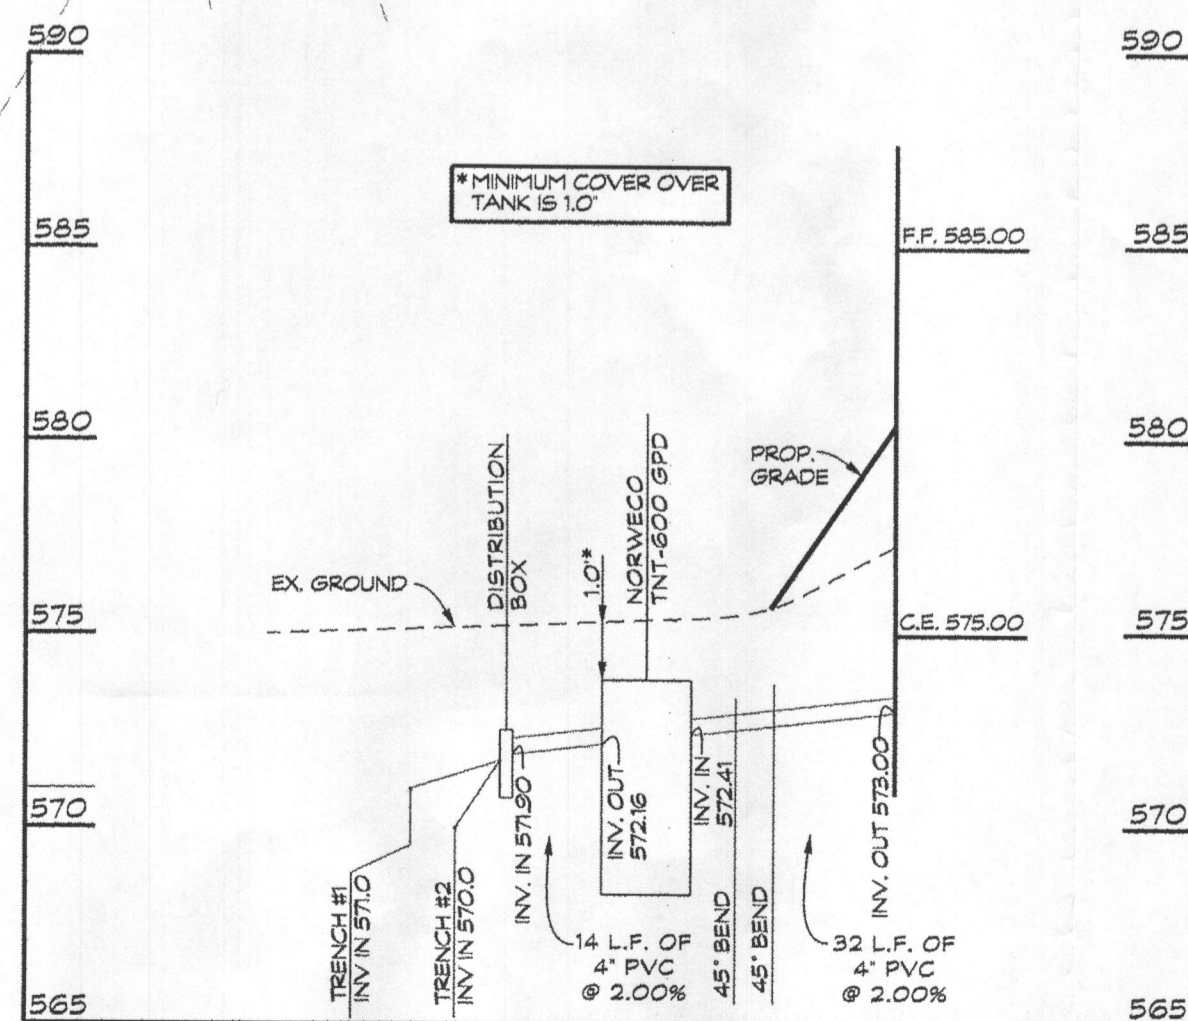 590
590
* MINIMUM COVER OVER
TANK IS 1.0"
585
F.F. 585.00
585
580
580
DISTRIBUTION
BOX
NORWECO
TNT-600 GPD
PROP.
GRADE
EX. GROUND
1.0"*
575
C.E. 575.00
575
570
570
INV. IN 571.90
INV. OUT
572.16
INV. IN
572.41
INV. OUT 573.00
TRENCH #1
INV IN 571.0
TRENCH #2
INV IN 570.0
14 L.F. OF
4" PVC
@ 2.00%
45° BEND
45° BEND
32 L.F. OF
4" PVC
@ 2.00%
565
565